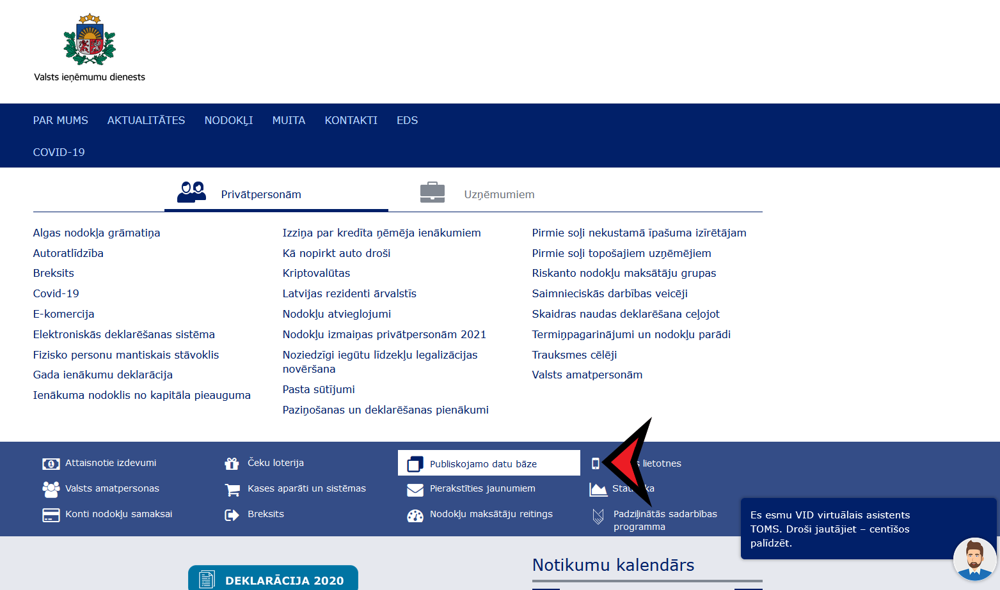 Valsts ieņēmumu dienests
PAR MUMS AKTUALITĀTES NODOKĻI MUITA KONTAKTI EDS
COVID-19
Privātpersonām Uzņēmumiem
Algas nodokļa grāmatiņa
Autoratlīdzība
Breksits
Covid-19
E-komercija
Elektroniskās deklarēšanas sistēma
Fizisko personu mantiskais stāvoklis
Gada ienākumu deklarācija
Ienākuma nodoklis no kapitāla pieauguma
Izziņa par kredīta ņēmēja ienākumiem
Kā nopirkt auto droši
Kriptovalūtas
Latvijas rezidenti ārvalstīs
Nodokļu atvieglojumi
Nodokļu izmaiņas privātpersonām 2021
Noziedzīgi iegūtu līdzekļu legalizācijas
novēršana
Pasta sūtījumi
Paziņošanas un deklarēšanas pienākumi
Pirmie soļi nekustamā īpašuma izīrētājam
Pirmie soļi topošajiem uzņēmējiem
Riskanto nodokļu maksātāju grupas
Saimnieciskās darbības veicēji
Skaidras naudas deklarēšana ceļojot
Termiņpagarinājumi un nodokļu parādi
Trauksmes cēlēji
Valsts amatpersonām
Attaisnotie izdevumi
Valsts amatpersonas
Konti nodokļu samaksai
Čeku loterija
Kases aparāti un sistēmas
Breksits
Publiskojamo datu bāze
Pierakstīties jaunumiem
Nodokļu maksātāju reitings
lietotnes
Padziļinātās sadarbības
programma
Es esmu VID virtuālais asistents
TOMS. Droši jautājiet – centīšos
palīdzēt.
DEKLARĀCIJA 2020
Notikumu kalendārs